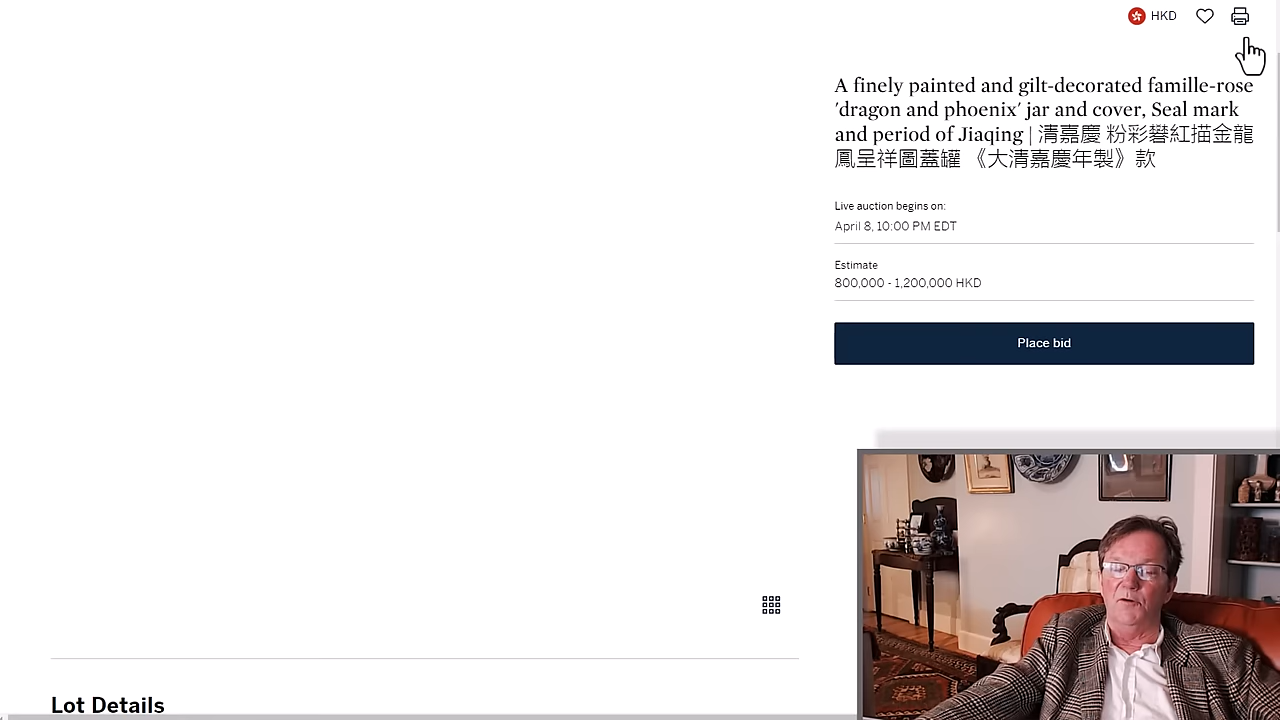 HKD
A finely painted and gilt-decorated famille-rose
'dragon and phoenix' jar and cover, Seal mark
and period of Jiaqing | 清嘉慶 粉彩礬紅描金龍
鳳呈祥圖蓋罐 《大清嘉慶年製》款
Live auction begins on:
April 8, 10:00 PM EDT
Estimate
800,000 - 1,200,000 HKD
Place bid
Lot Details